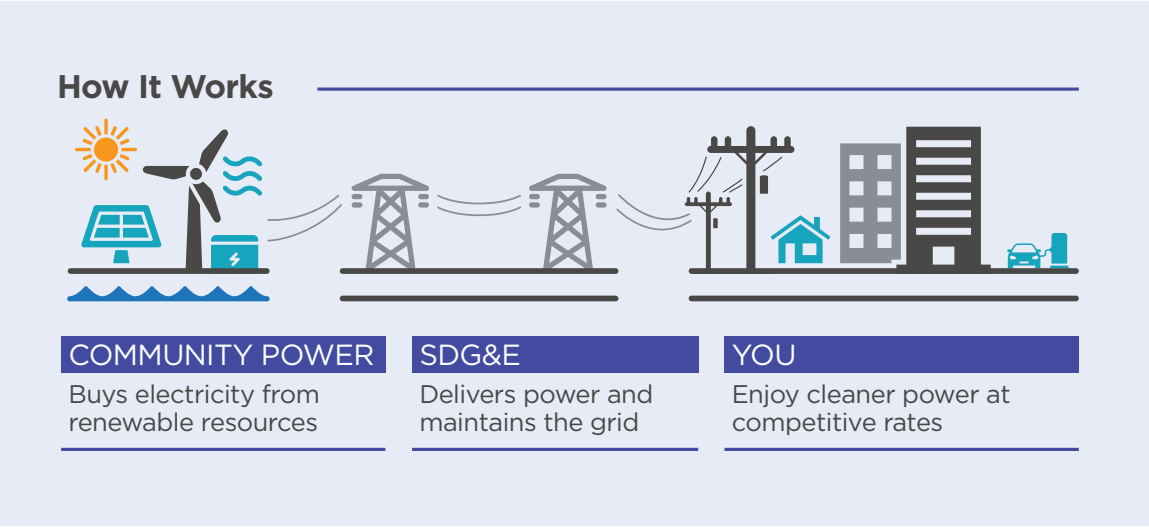 How It Works
COMMUNITY POWER
Buys electricity from
renewable resources
SDG&E
Delivers power and
maintains the grid
YOU
Enjoy cleaner power at
competitive rates